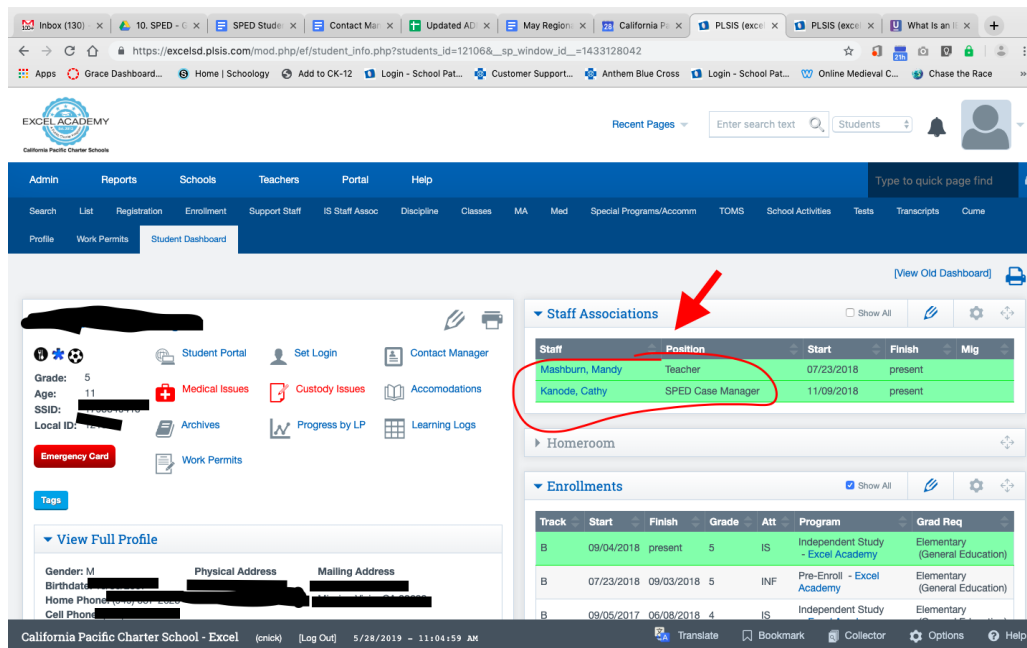 Inbox (130) -
10. SPED - G
SPED Stude
Contact Man
Updated AD
May Regiona
28 California Pa
PLSIS (excel
PLSIS (excel
What Is an I
https://excelsd.plsis.com/mod.php/ef/student_info.php?students_id=12106&__sp_window_id__=1433128042
21h
Apps Grace Dashboard... Home | Schoology Add to CK-12 Login - School Pat... Customer Support... Anthem Blue Cross Login - School Pat... Online Medieval C... Chase the Race »
EXCEL ACADEMY
California Pacific Charter Schools
Recent Pages Enter search text Students
Admin Reports Schools Teachers Portal Help Type to quick page find
Search List Registration Enrollment Support Staff IS Staff Assoc Discipline Classes MA Med Special Programs/Accomm TOMS School Activities Tests Transcripts Cume
Profile Work Permits Student Dashboard
[View Old Dashboard]
Student Portal Set Login Contact Manager
Grade: 5
Age: 11
SSID:
Local ID:
Medical Issues Custody Issues Accomodations
Archives Progress by LP Learning Logs
Emergency Card
Work Permits
Tags
View Full Profile
Gender: M Physical Address Mailing Address
Birthdate
Home Phone
Cell Phone
Staff Associations Show All
Staff Position Start Finish Mig
Mashburn, Mandy Teacher 07/23/2018 present
Kanode, Cathy SPED Case Manager 11/09/2018 present
Homeroom
Enrollments Show All
Track Start Finish Grade Att Program Grad Req
B 09/04/2018 present 5 IS Independent Study - Excel Academy Elementary (General Education)
B 07/23/2018 09/03/2018 5 INF Pre-Enroll - Excel Academy Elementary (General Education)
B 09/05/2017 06/08/2018 4 IS Independent Study Elementary
California Pacific Charter School - Excel (cnick) [Log Out] 5/28/2019 - 11:04:59 AM Translate Bookmark Collector Options Help